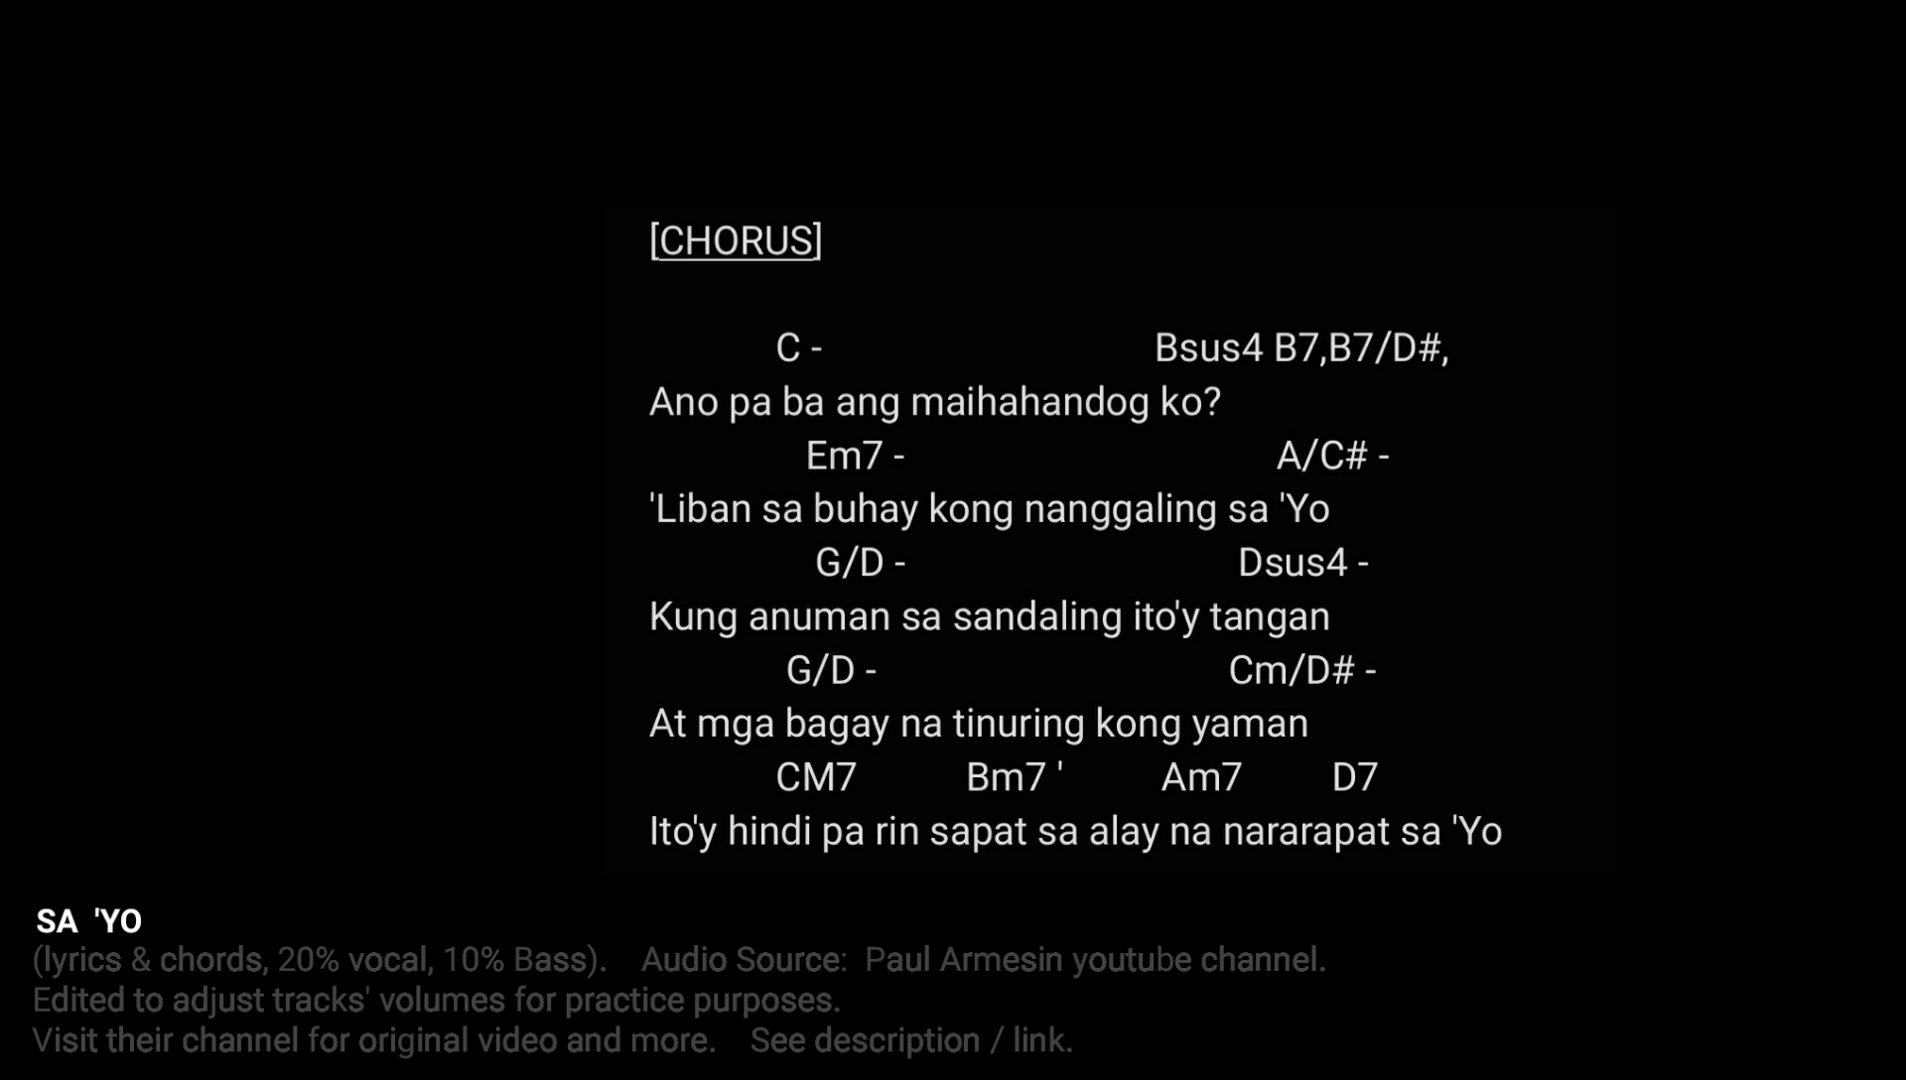 [CHORUS]
C - Bsus4 B7,B7/D#,
Ano pa ba ang maihahandog ko?
Em7 - A/C# -
'Liban sa buhay kong nanggaling sa 'Yo
G/D - Dsus4 -
Kung anuman sa sandaling ito'y tangan
G/D - Cm/D# -
At mga bagay na tinuring kong yaman
CM7 Bm7 ' Am7 D7
Ito'y hindi pa rin sapat sa alay na nararapat sa 'Yo
SA 'YO
(lyrics & chords, 20% vocal, 10% Bass). Audio Source: Paul Armesin youtube channel.
Edited to adjust tracks' volumes for practice purposes.
Visit their channel for original video and more. See description / link.